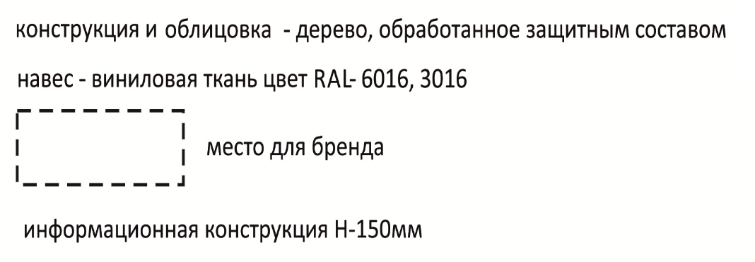 конструкция и облицовка - дерево, обработанное защитным составом
навес - виниловая ткань цвет RAL- 6016, 3016
место для бренда
информационная конструкция Н-150мм